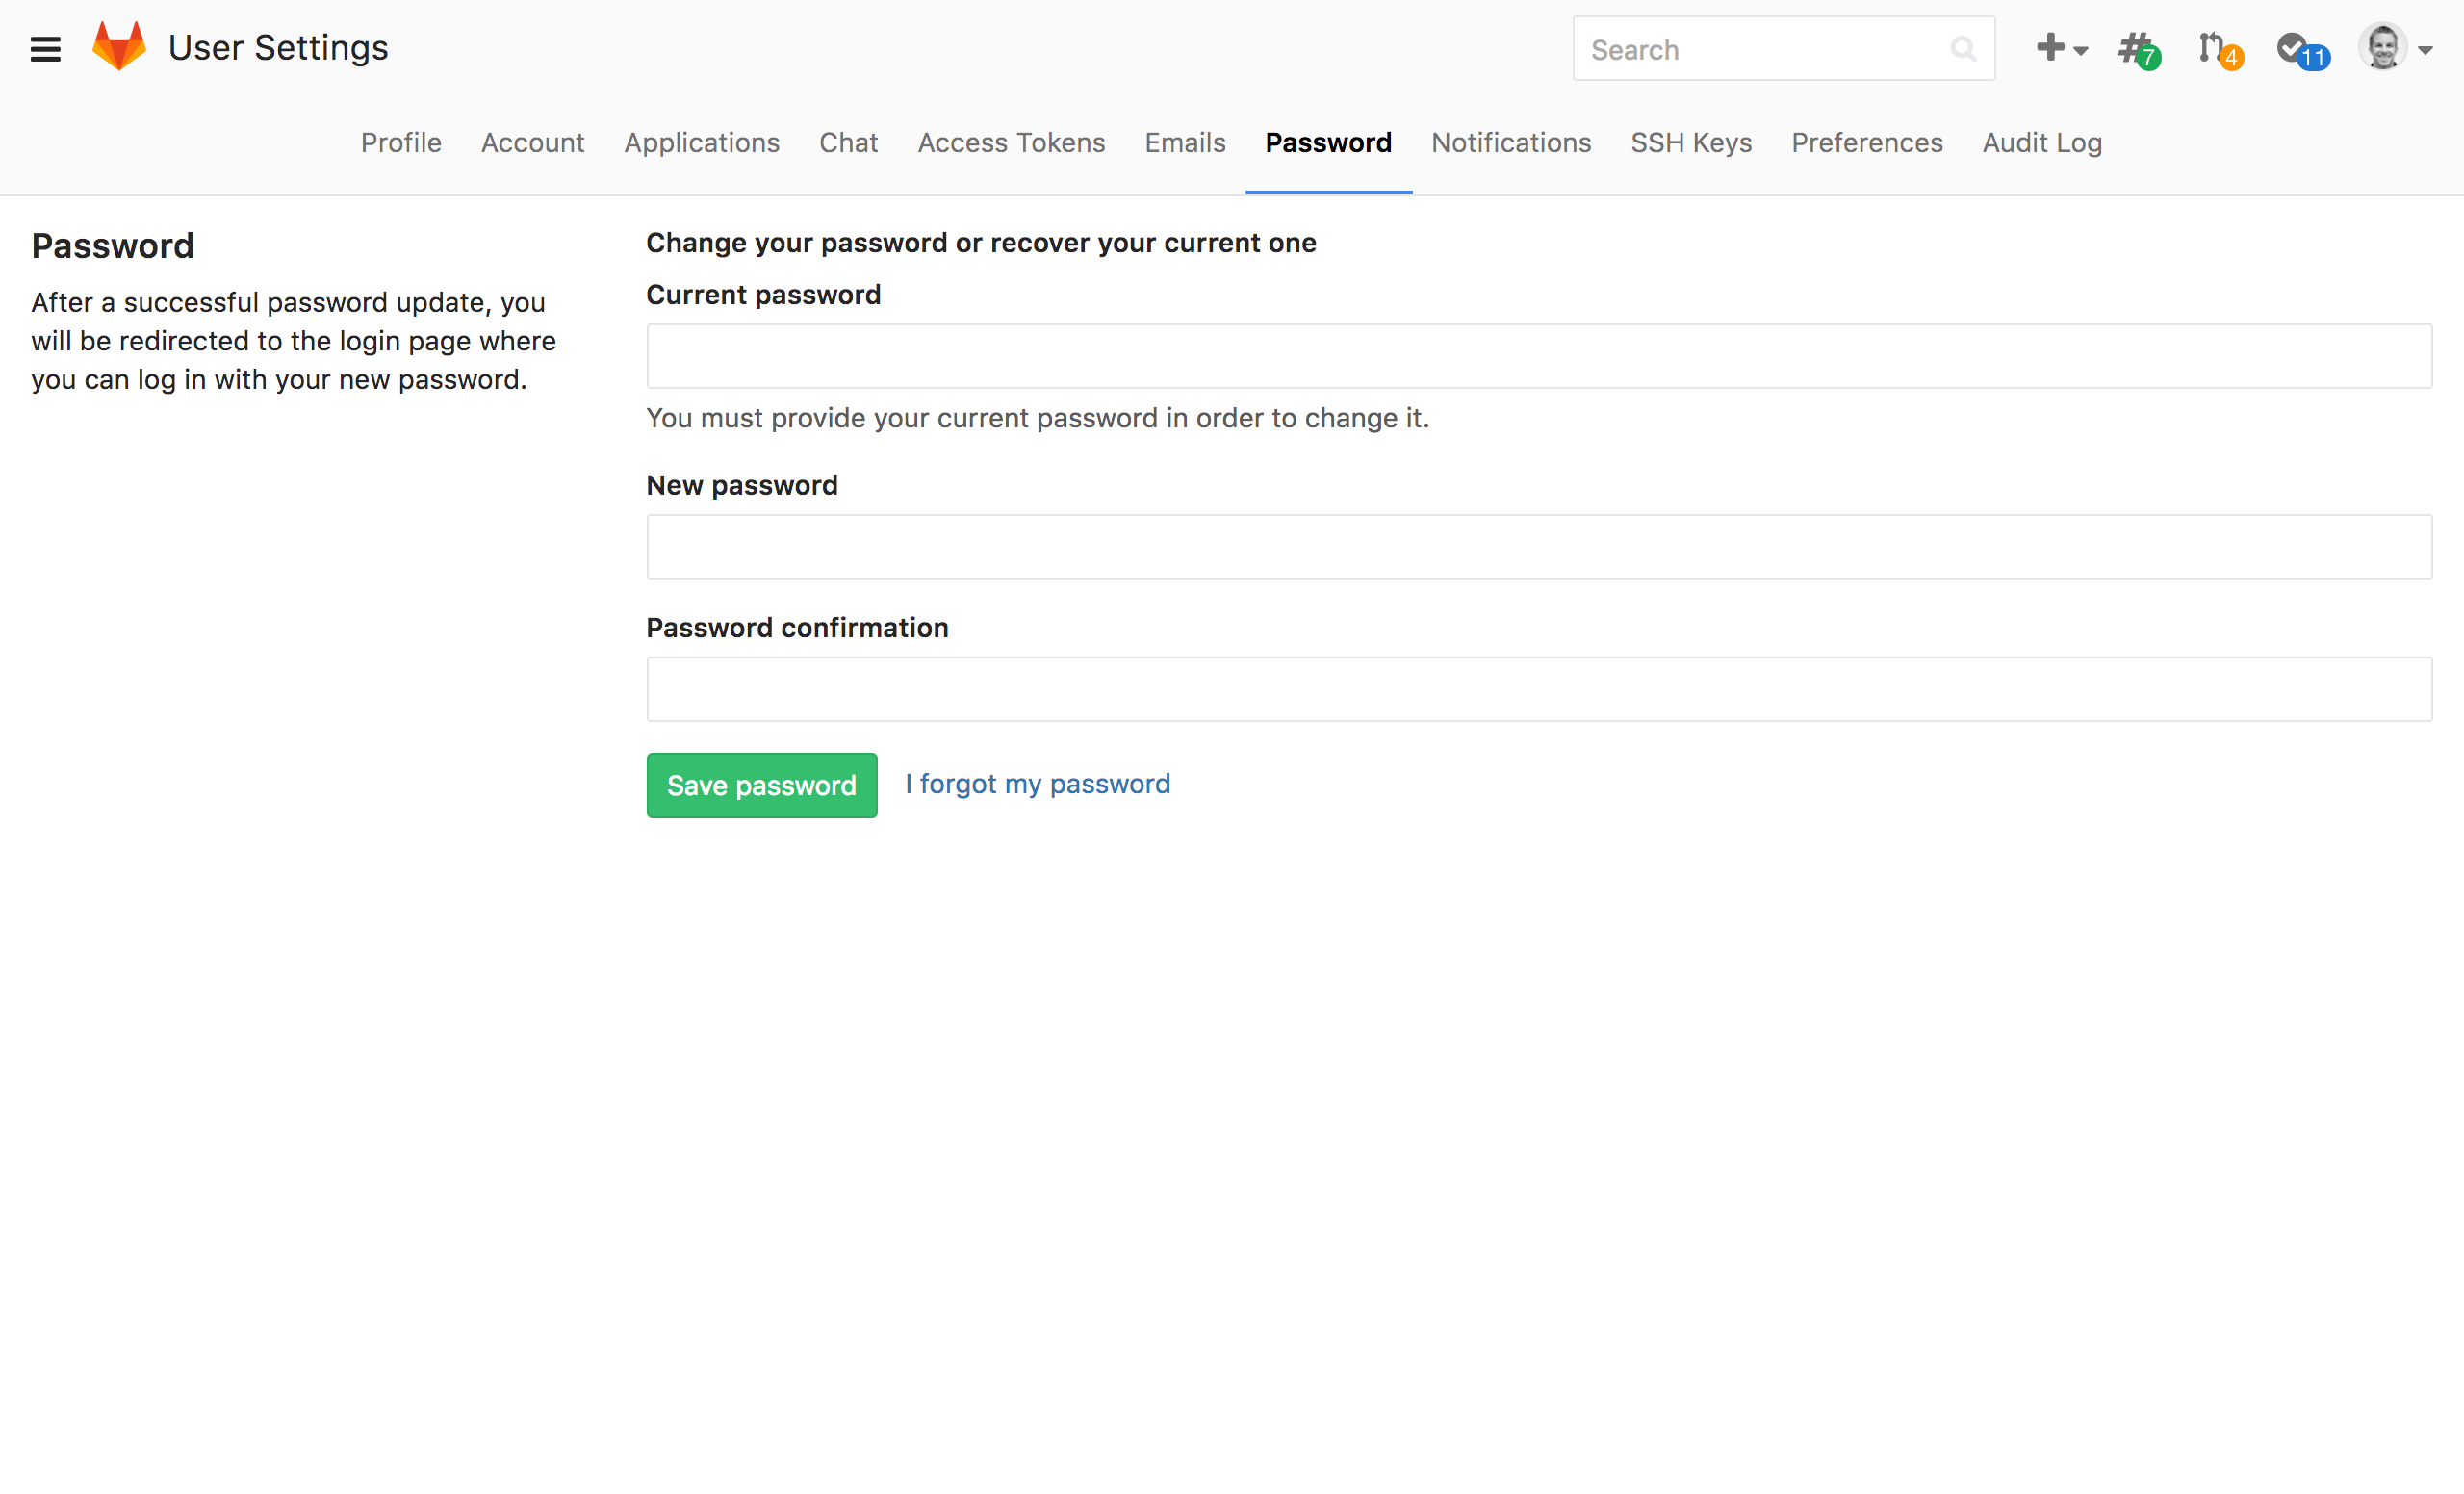 User Settings
Search
7
4
11
Profile Account Applications Chat Access Tokens Emails Password Notifications SSH Keys Preferences Audit Log
Password
After a successful password update, you
will be redirected to the login page where
you can log in with your new password.
Change your password or recover your current one
Current password
You must provide your current password in order to change it.
New password
Password confirmation
Save password I forgot my password